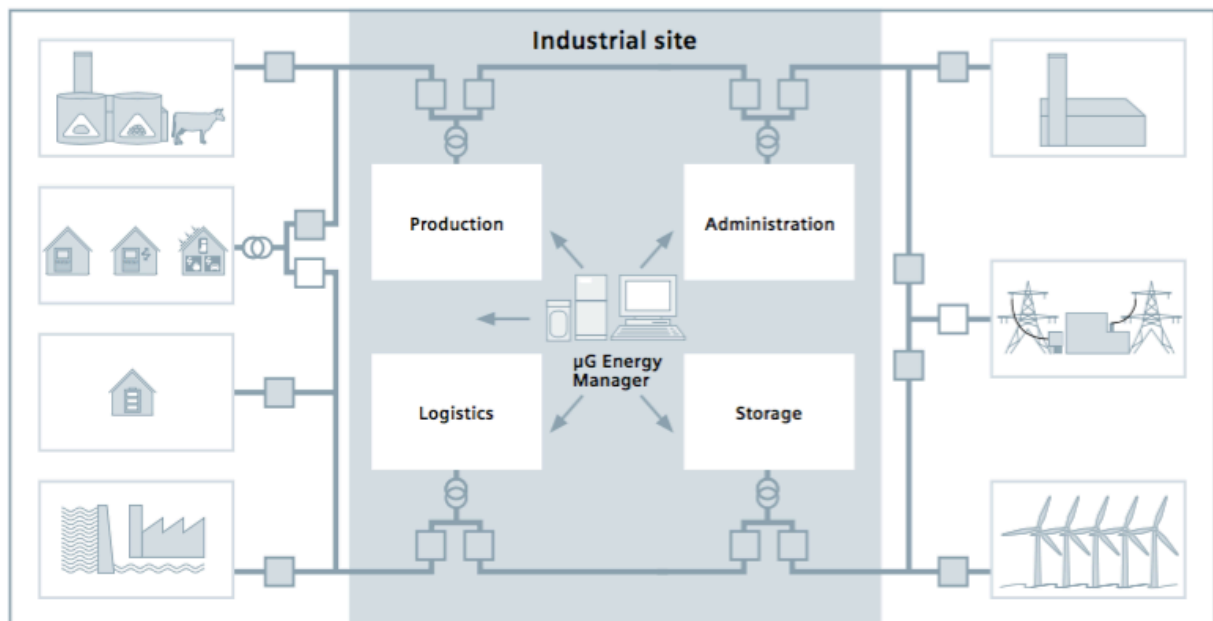 Industrial site
Production
Administration
µG Energy
Manager
Logistics
Storage